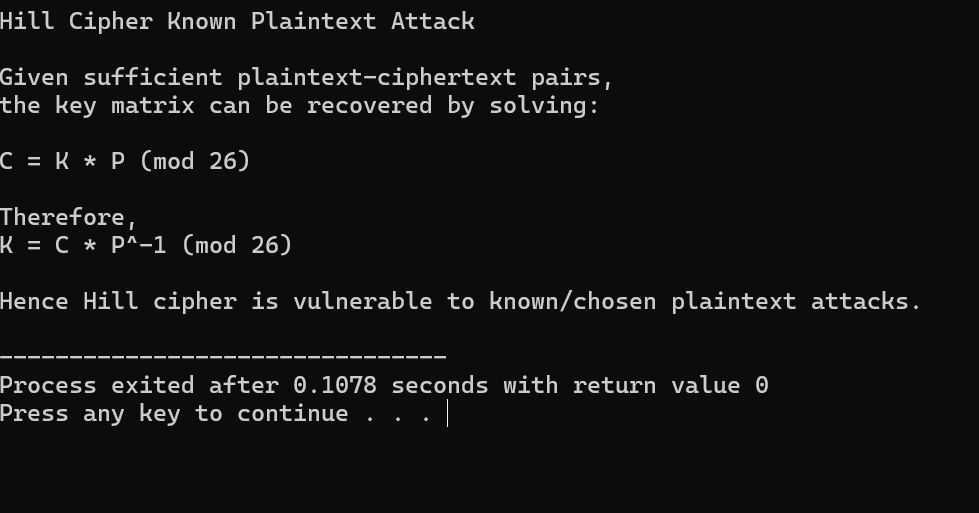 Hill Cipher Known Plaintext Attack
Given sufficient plaintext-ciphertext pairs,
the key matrix can be recovered by solving:
C = K * P (mod 26)
Therefore,
K = C * P^-1 (mod 26)
Hence Hill cipher is vulnerable to known/chosen plaintext attacks.
--------------------------------
Process exited after 0.1078 seconds with return value 0
Press any key to continue . . .